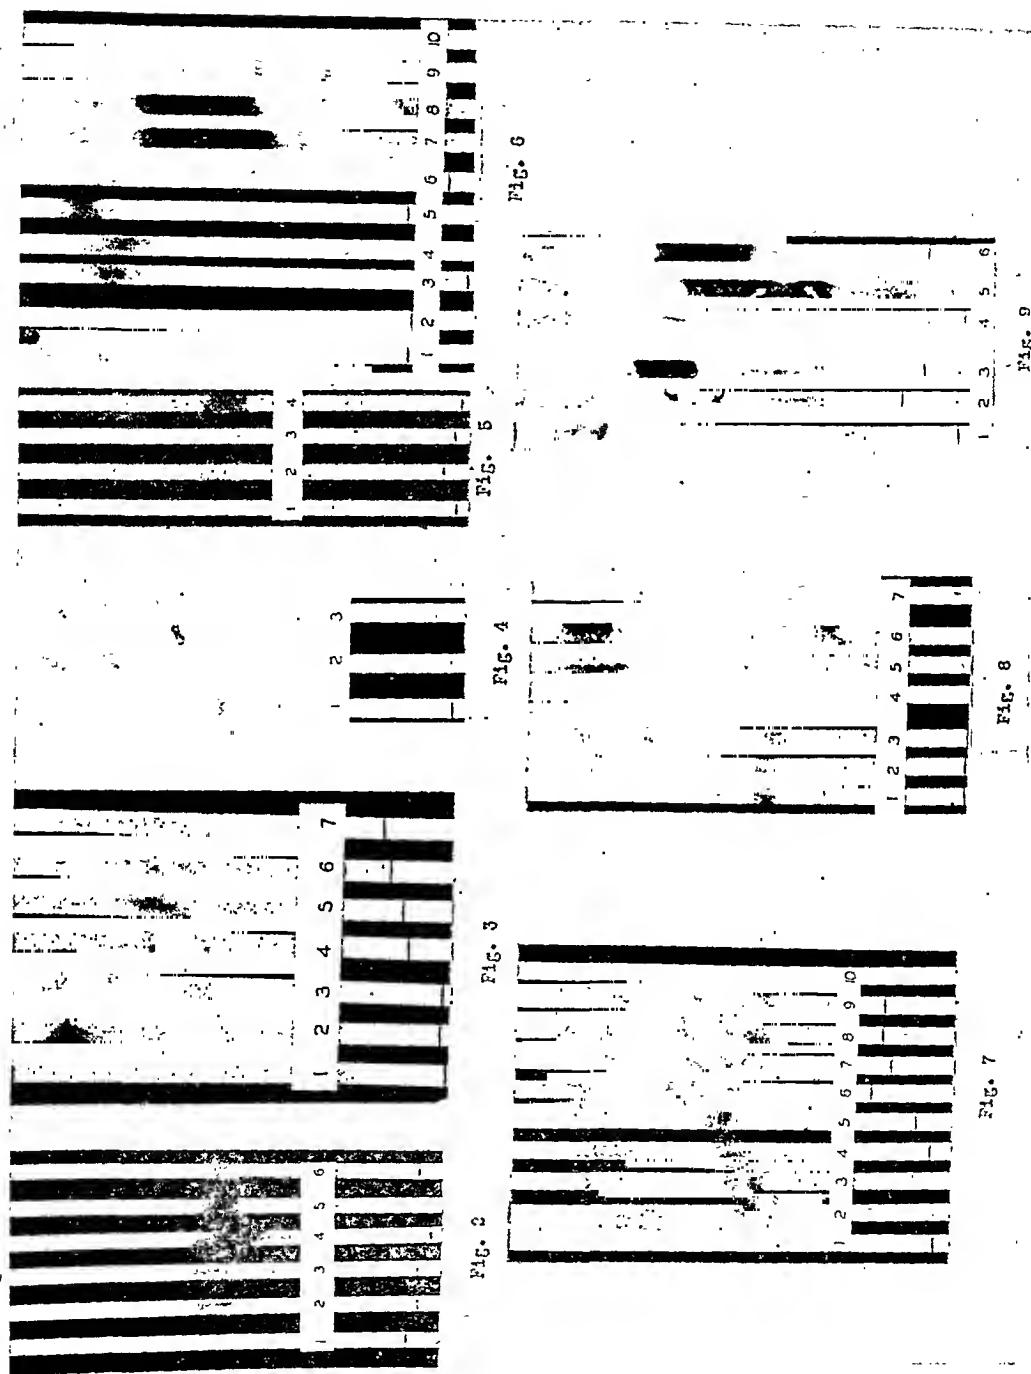 1 2 3 4 5 6
Fig. 2
1 2 3 4 5 6 7
Fig. 3
1 2 3
Fig. 4
1 2 3 4
Fig. 5
1 2 3 4 5 6 7 8 9 10
Fig. 6
1 2 3 4 5 6 7 8 9 10
Fig. 7
1 2 3 4 5 6 7
Fig. 8
1 2 3 4 5 6
Fig. 9